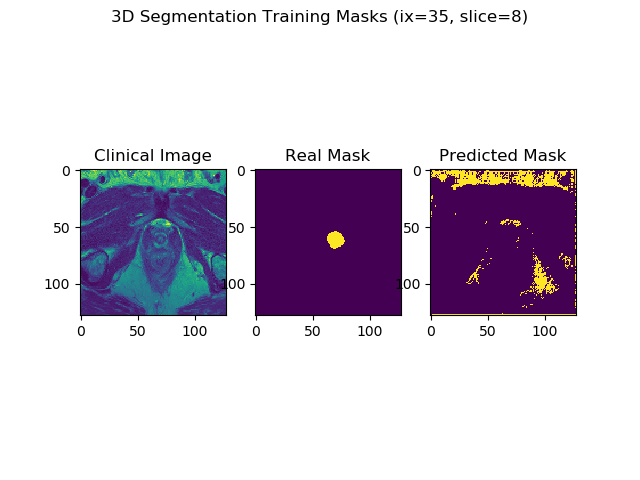 3D Segmentation Training Masks (ix=35, slice=8)
Clinical Image Real Mask Predicted Mask
0 0 0
50 50 50
100 100 100
0 50 100 0 50 100 0 50 100